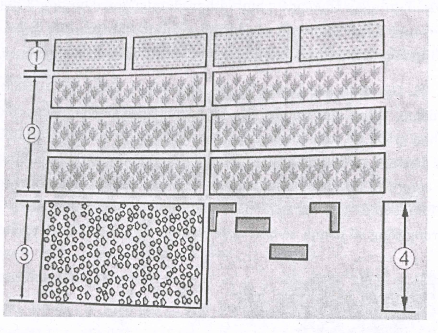 ①
②
③
④